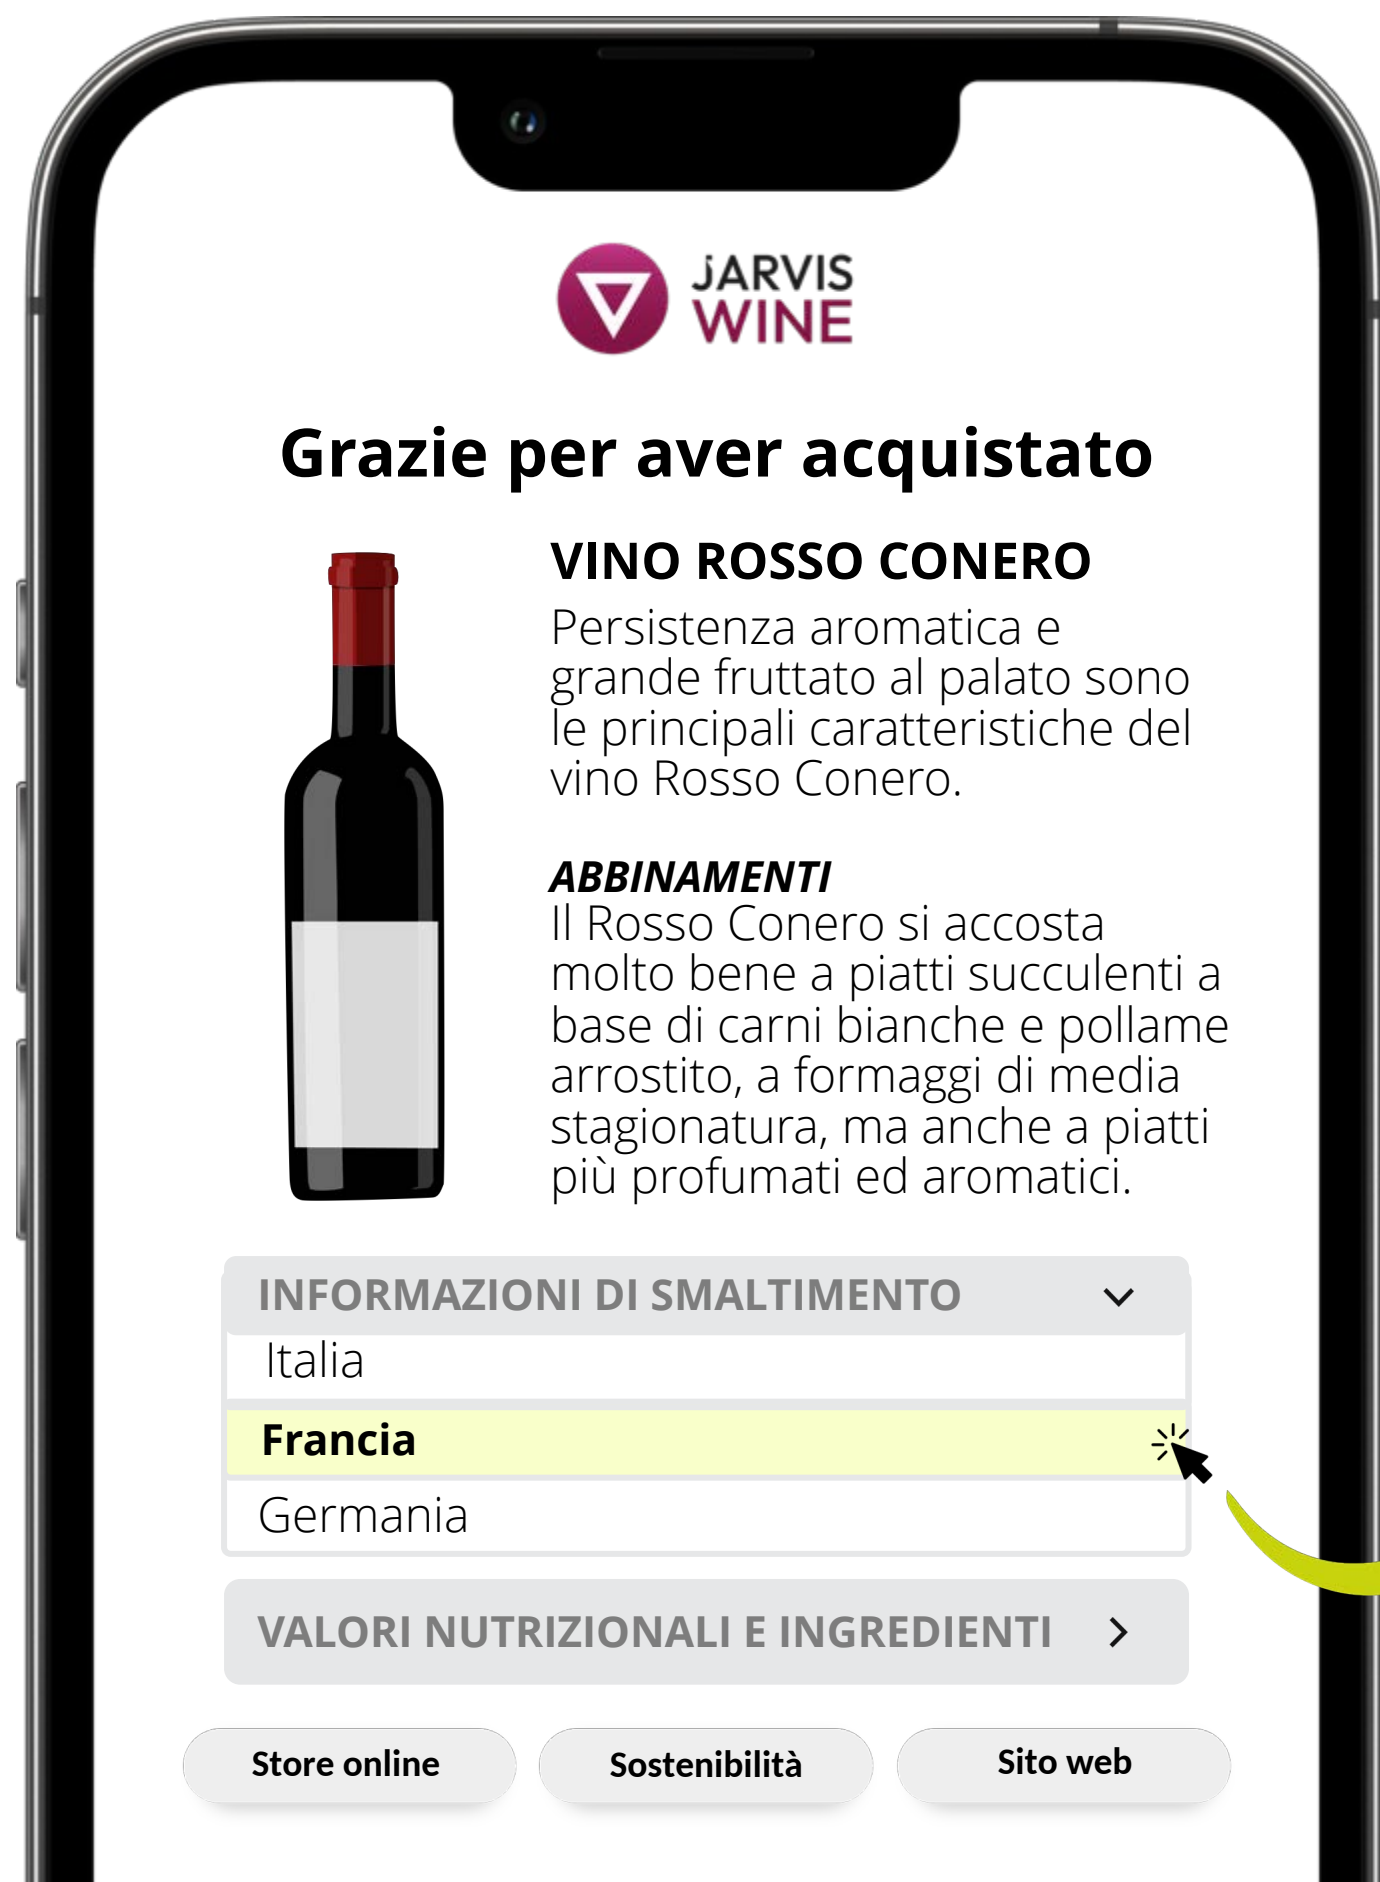 JARVIS
WINE
Grazie per aver acquistato
VINO ROSSO CONERO
Persistenza aromatica e
grande fruttato al palato sono
le principali caratteristiche del
vino Rosso Conero.
ABBINAMENTI
Il Rosso Conero si accosta
molto bene a piatti succulenti a
base di carni bianche e pollame
arrostito, a formaggi di media
stagionatura, ma anche a piatti
più profumati ed aromatici.
INFORMAZIONI DI SMALTIMENTO
Italia
Francia
Germania
VALORI NUTRIZIONALI E INGREDIENTI
Store online
Sostenibilità
Sito web